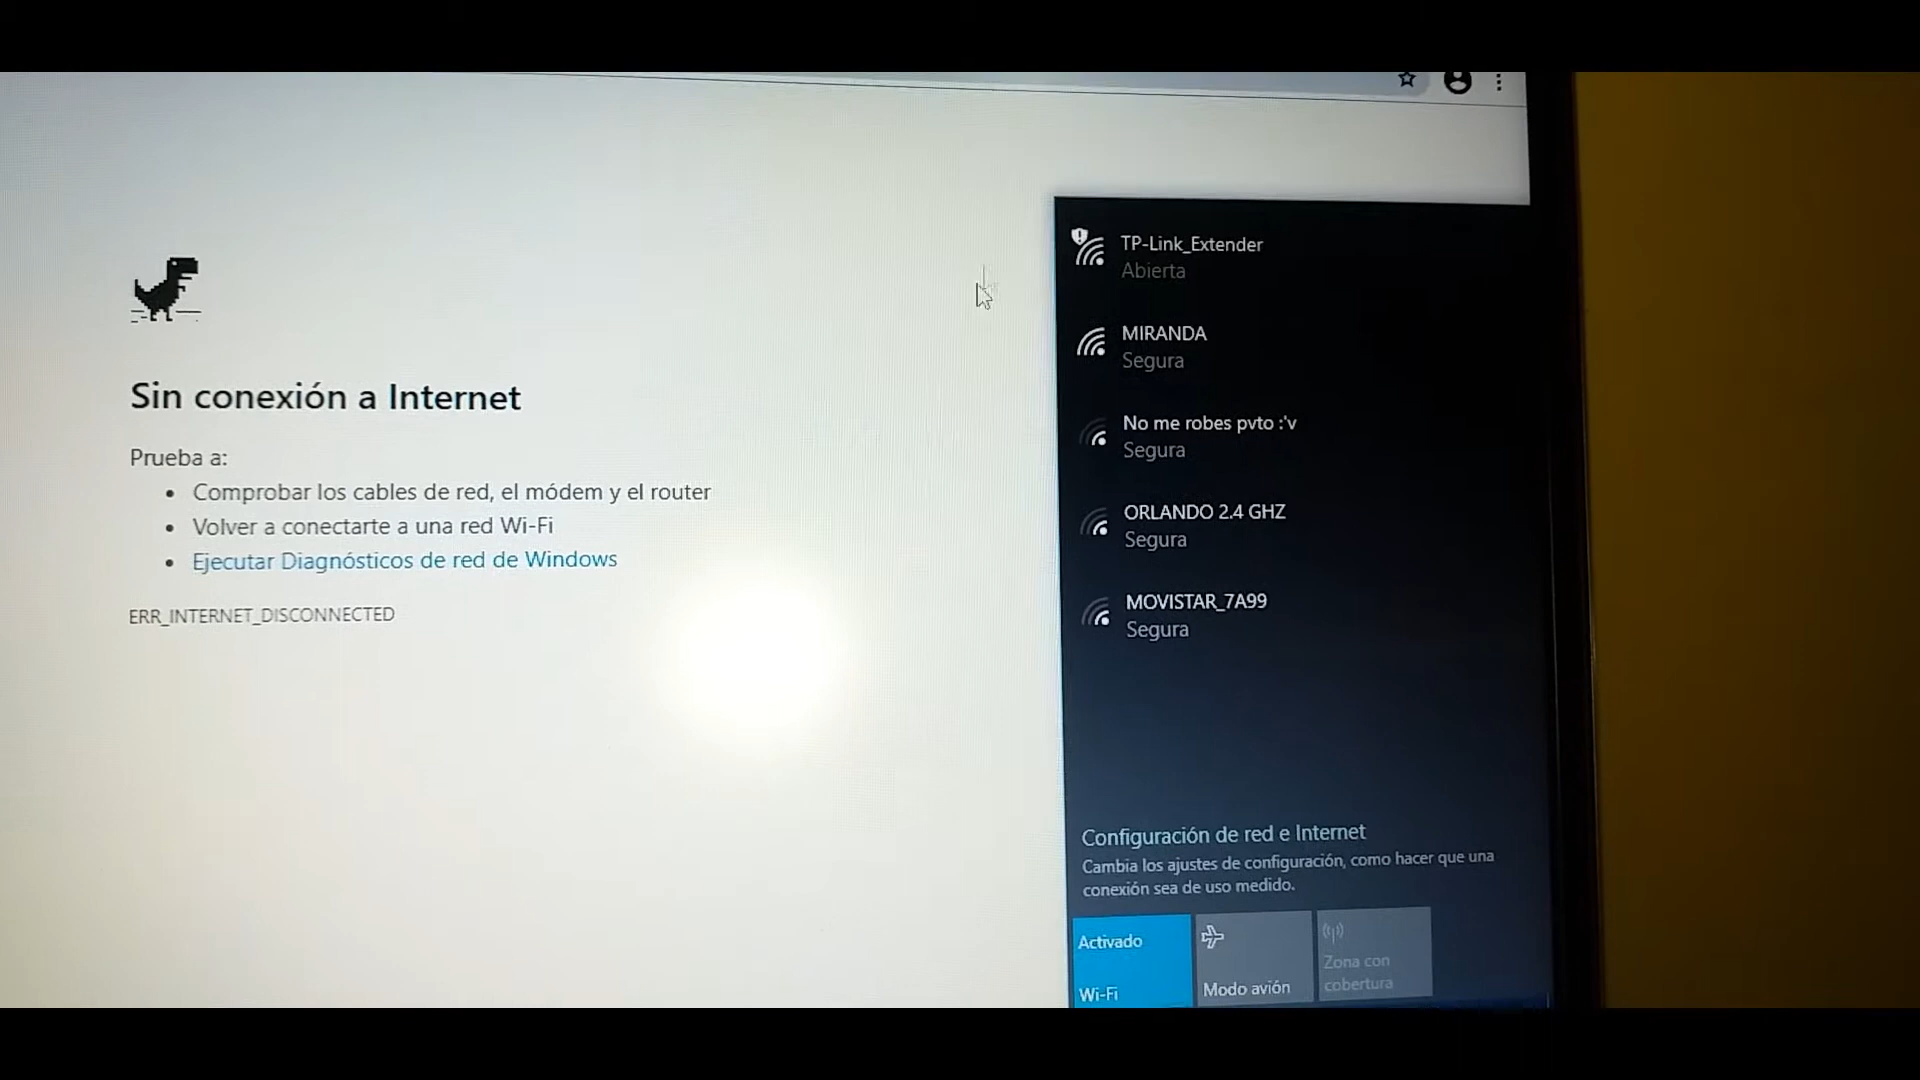 Sin conexión a Internet
Prueba a:
Comprobar los cables de red, el módem y el router
Volver a conectarte a una red Wi-Fi
Ejecutar Diagnósticos de red de Windows
ERR_INTERNET_DISCONNECTED
TP-Link_Extender
Abierta
MIRANDA
Segura
No me robes pvto :'v
Segura
ORLANDO 2.4 GHZ
Segura
MOVISTAR_7A99
Segura
Configuración de red e Internet
Cambia los ajustes de configuración, como hacer que una
conexión sea de uso medido.
Activado
Wi-Fi
Modo avión
Zona con
cobertura